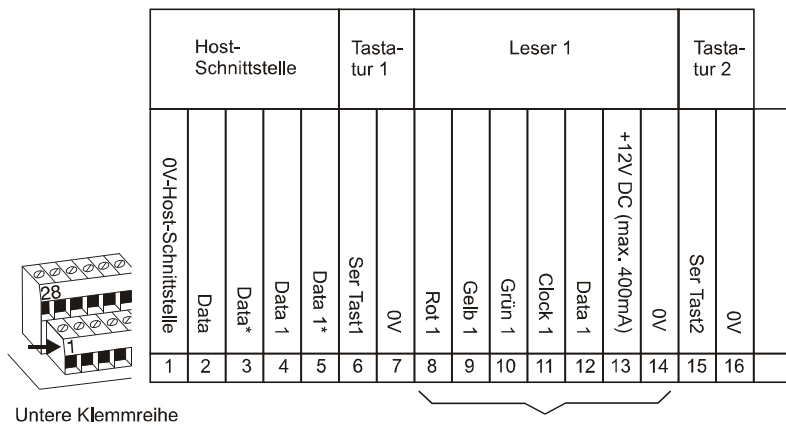 Host-
Schnittstelle
Tasta-
tur 1
Leser 1
Tasta-
tur 2
0V-Host-Schnittstelle
Data
Data*
Data 1
Data 1*
Ser Tast1
0V
Rot 1
Gelb 1
Grün 1
Clock 1
Data 1
+12V DC (max. 400mA)
0V
Ser Tast2
0V
1 2 3 4 5 6 7 8 9 10 11 12 13 14 15 16
28
1
Untere Klemmreihe